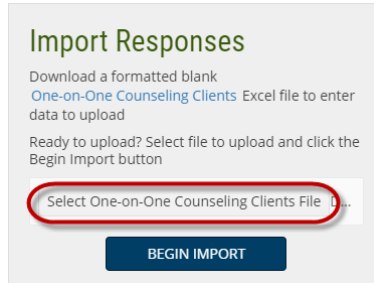 Import Responses
Download a formatted blank
One-on-One Counseling Clients Excel file to enter
data to upload
Ready to upload? Select file to upload and click the
Begin Import button
Select One-on-One Counseling Clients File
BEGIN IMPORT